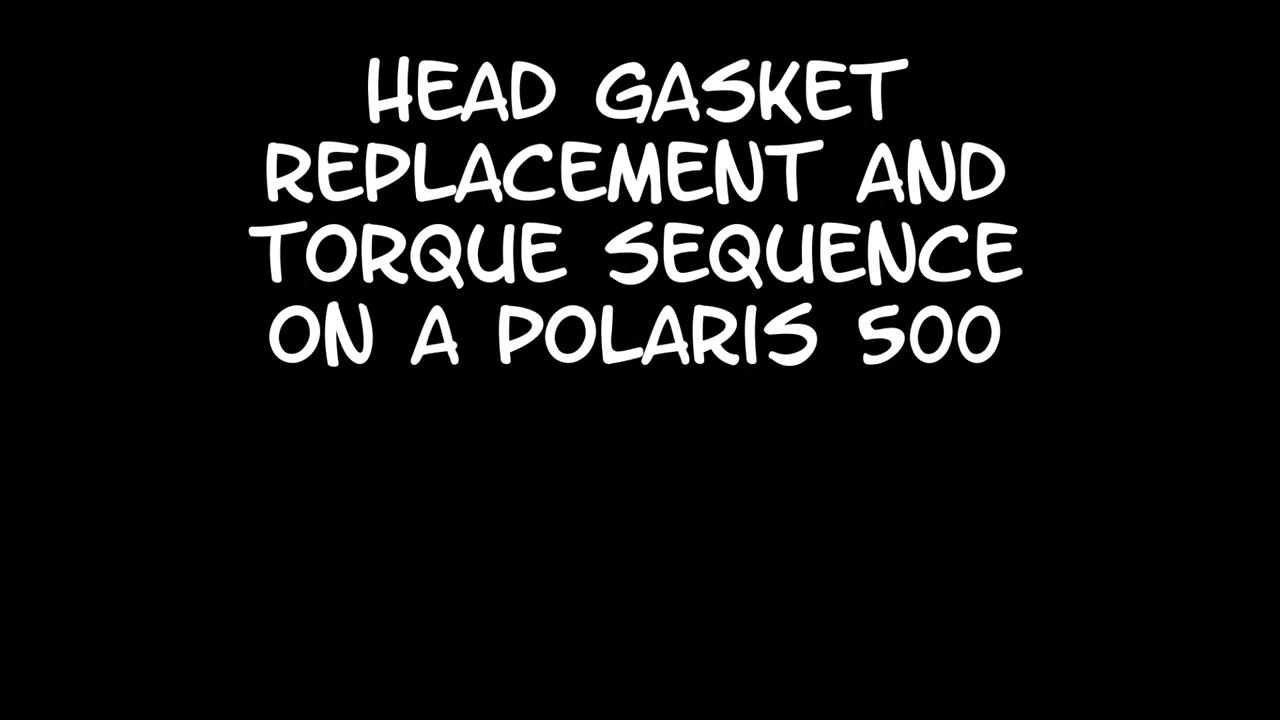 HEAD GASKET
REPLACEMENT AND
TORQUE SEQUENCE
ON A POLARIS 500